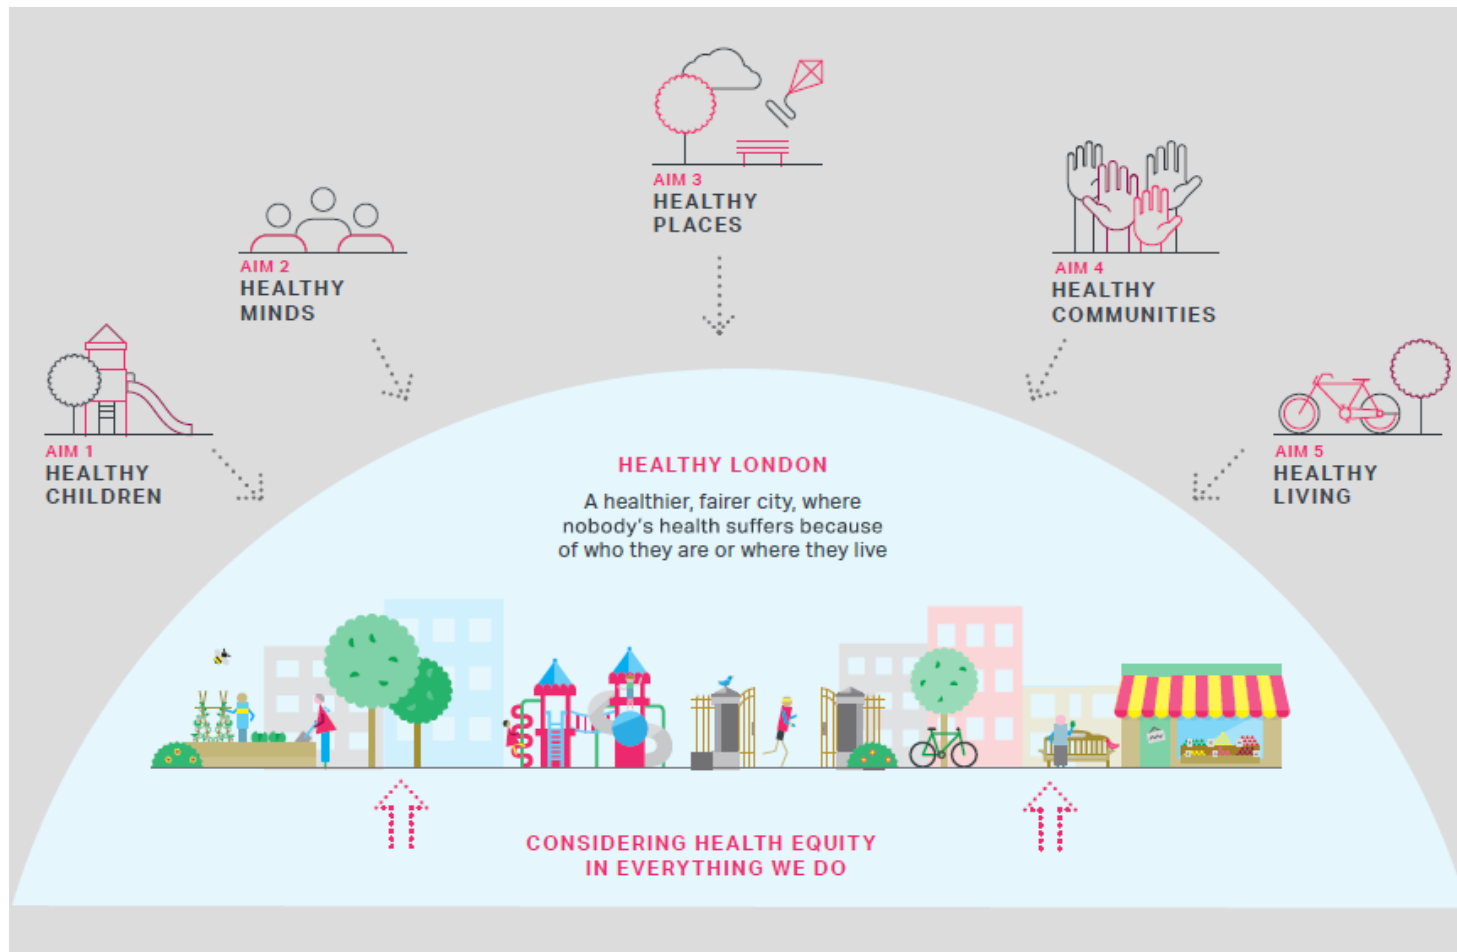 AIM 1
HEALTHY
CHILDREN
AIM 2
HEALTHY
MINDS
AIM 3
HEALTHY
PLACES
AIM 4
HEALTHY
COMMUNITIES
AIM 5
HEALTHY
LIVING
HEALTHY LONDON
A healthier, fairer city, where
nobody's health suffers because
of who they are or where they live
CONSIDERING HEALTH EQUITY
IN EVERYTHING WE DO